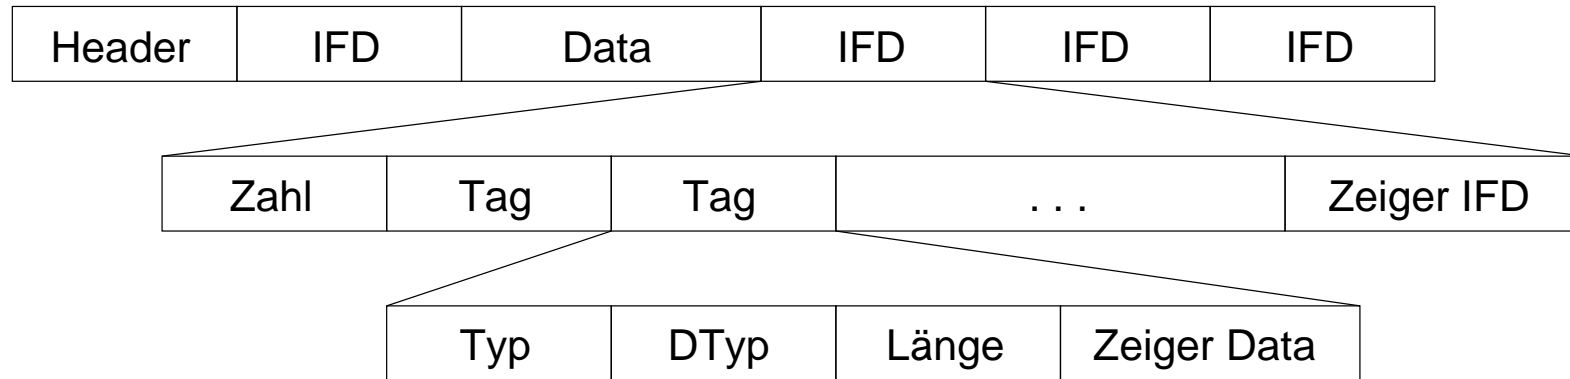 Header IFD Data IFD IFD IFD
Zahl Tag Tag . . . Zeiger IFD
Typ DTyp Länge Zeiger Data